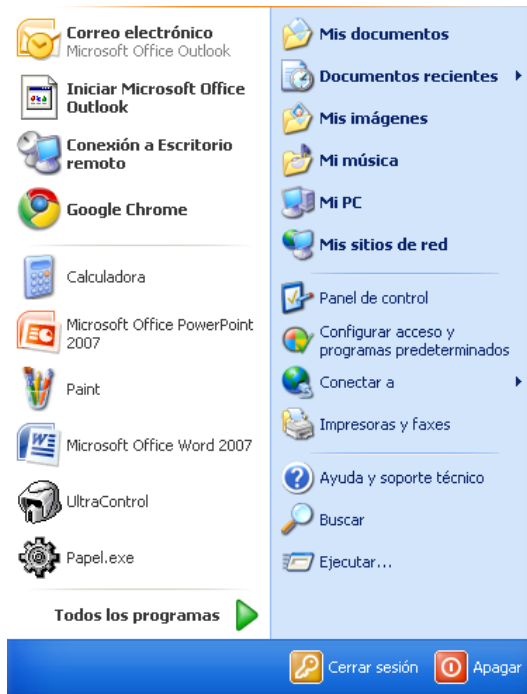 Correo electrónico
Microsoft Office Outlook
Iniciar Microsoft Office
Outlook
Conexión a Escritorio
remoto
Google Chrome
Calculadora
Microsoft Office PowerPoint
2007
Paint
Microsoft Office Word 2007
UltraControl
Papel.exe
Todos los programas
Mis documentos
Documentos recientes
Mis imágenes
Mi música
Mi PC
Mis sitios de red
Panel de control
Configurar acceso y
programas predeterminados
Conectar a
Impresoras y faxes
Ayuda y soporte técnico
Buscar
Ejecutar...
Cerrar sesión
Apagar